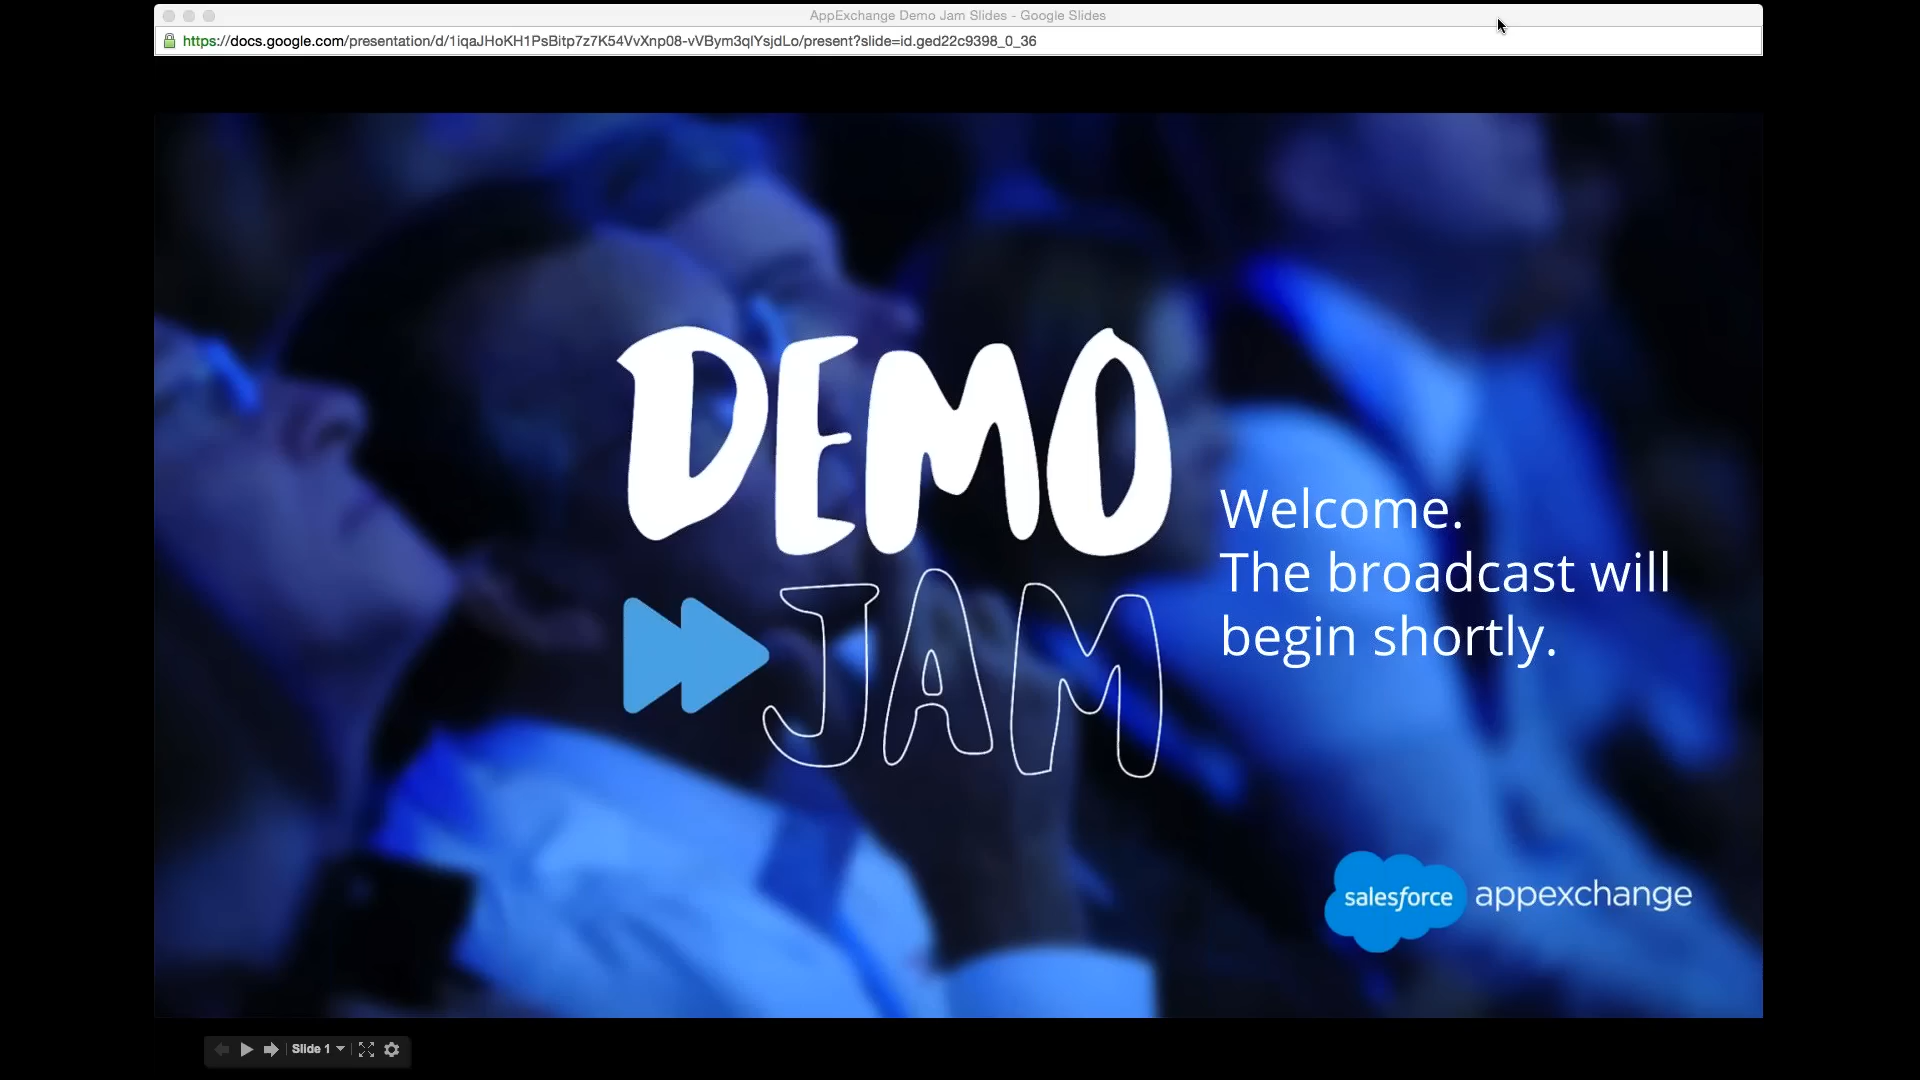 AppExchange Demo Jam Slides - Google Slides
https://docs.google.com/presentation/d/1iqaJHoKH1PsBitp7z7K54VvXnp08-vVBym3qlYsjdLo/present?slide=id.ged22c9398_0_36
DEMO
JAM
Welcome.
The broadcast will
begin shortly.
salesforce appexchange
Slide 1